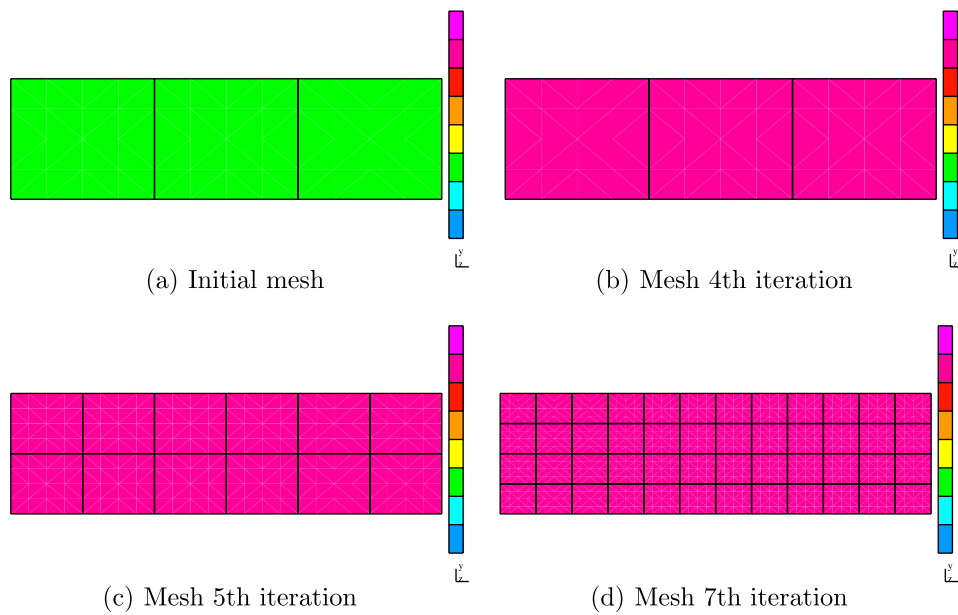 y
z
y
z
(a) Initial mesh
(b) Mesh 4th iteration
y
z
y
z
(c) Mesh 5th iteration
(d) Mesh 7th iteration